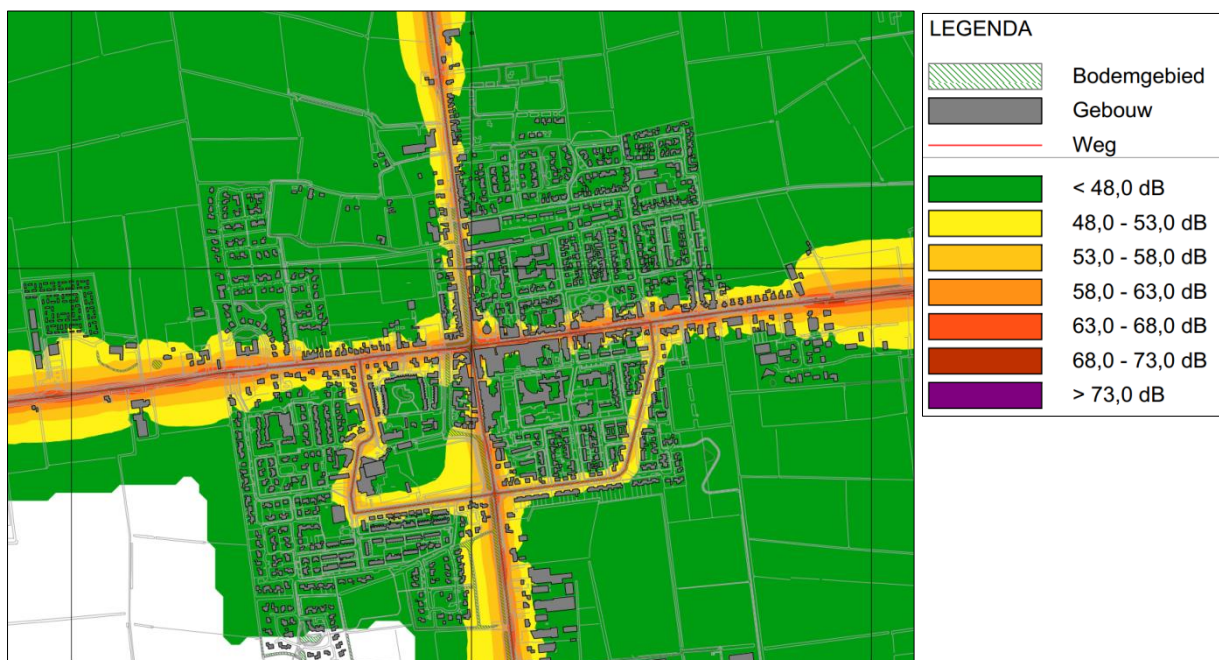 LEGENDA
Bodemgebied
Gebouw
Weg
< 48,0 dB
48,0 - 53,0 dB
53,0 - 58,0 dB
58,0 - 63,0 dB
63,0 - 68,0 dB
68,0 - 73,0 dB
> 73,0 dB